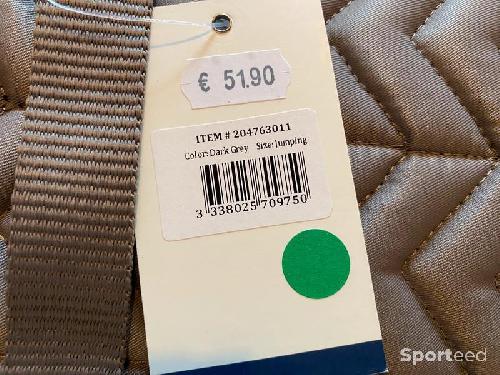 € 51.90
ITEM # 204763011
Color: Dark Grey Size: Jumping
3 338025 709750
Sporteed